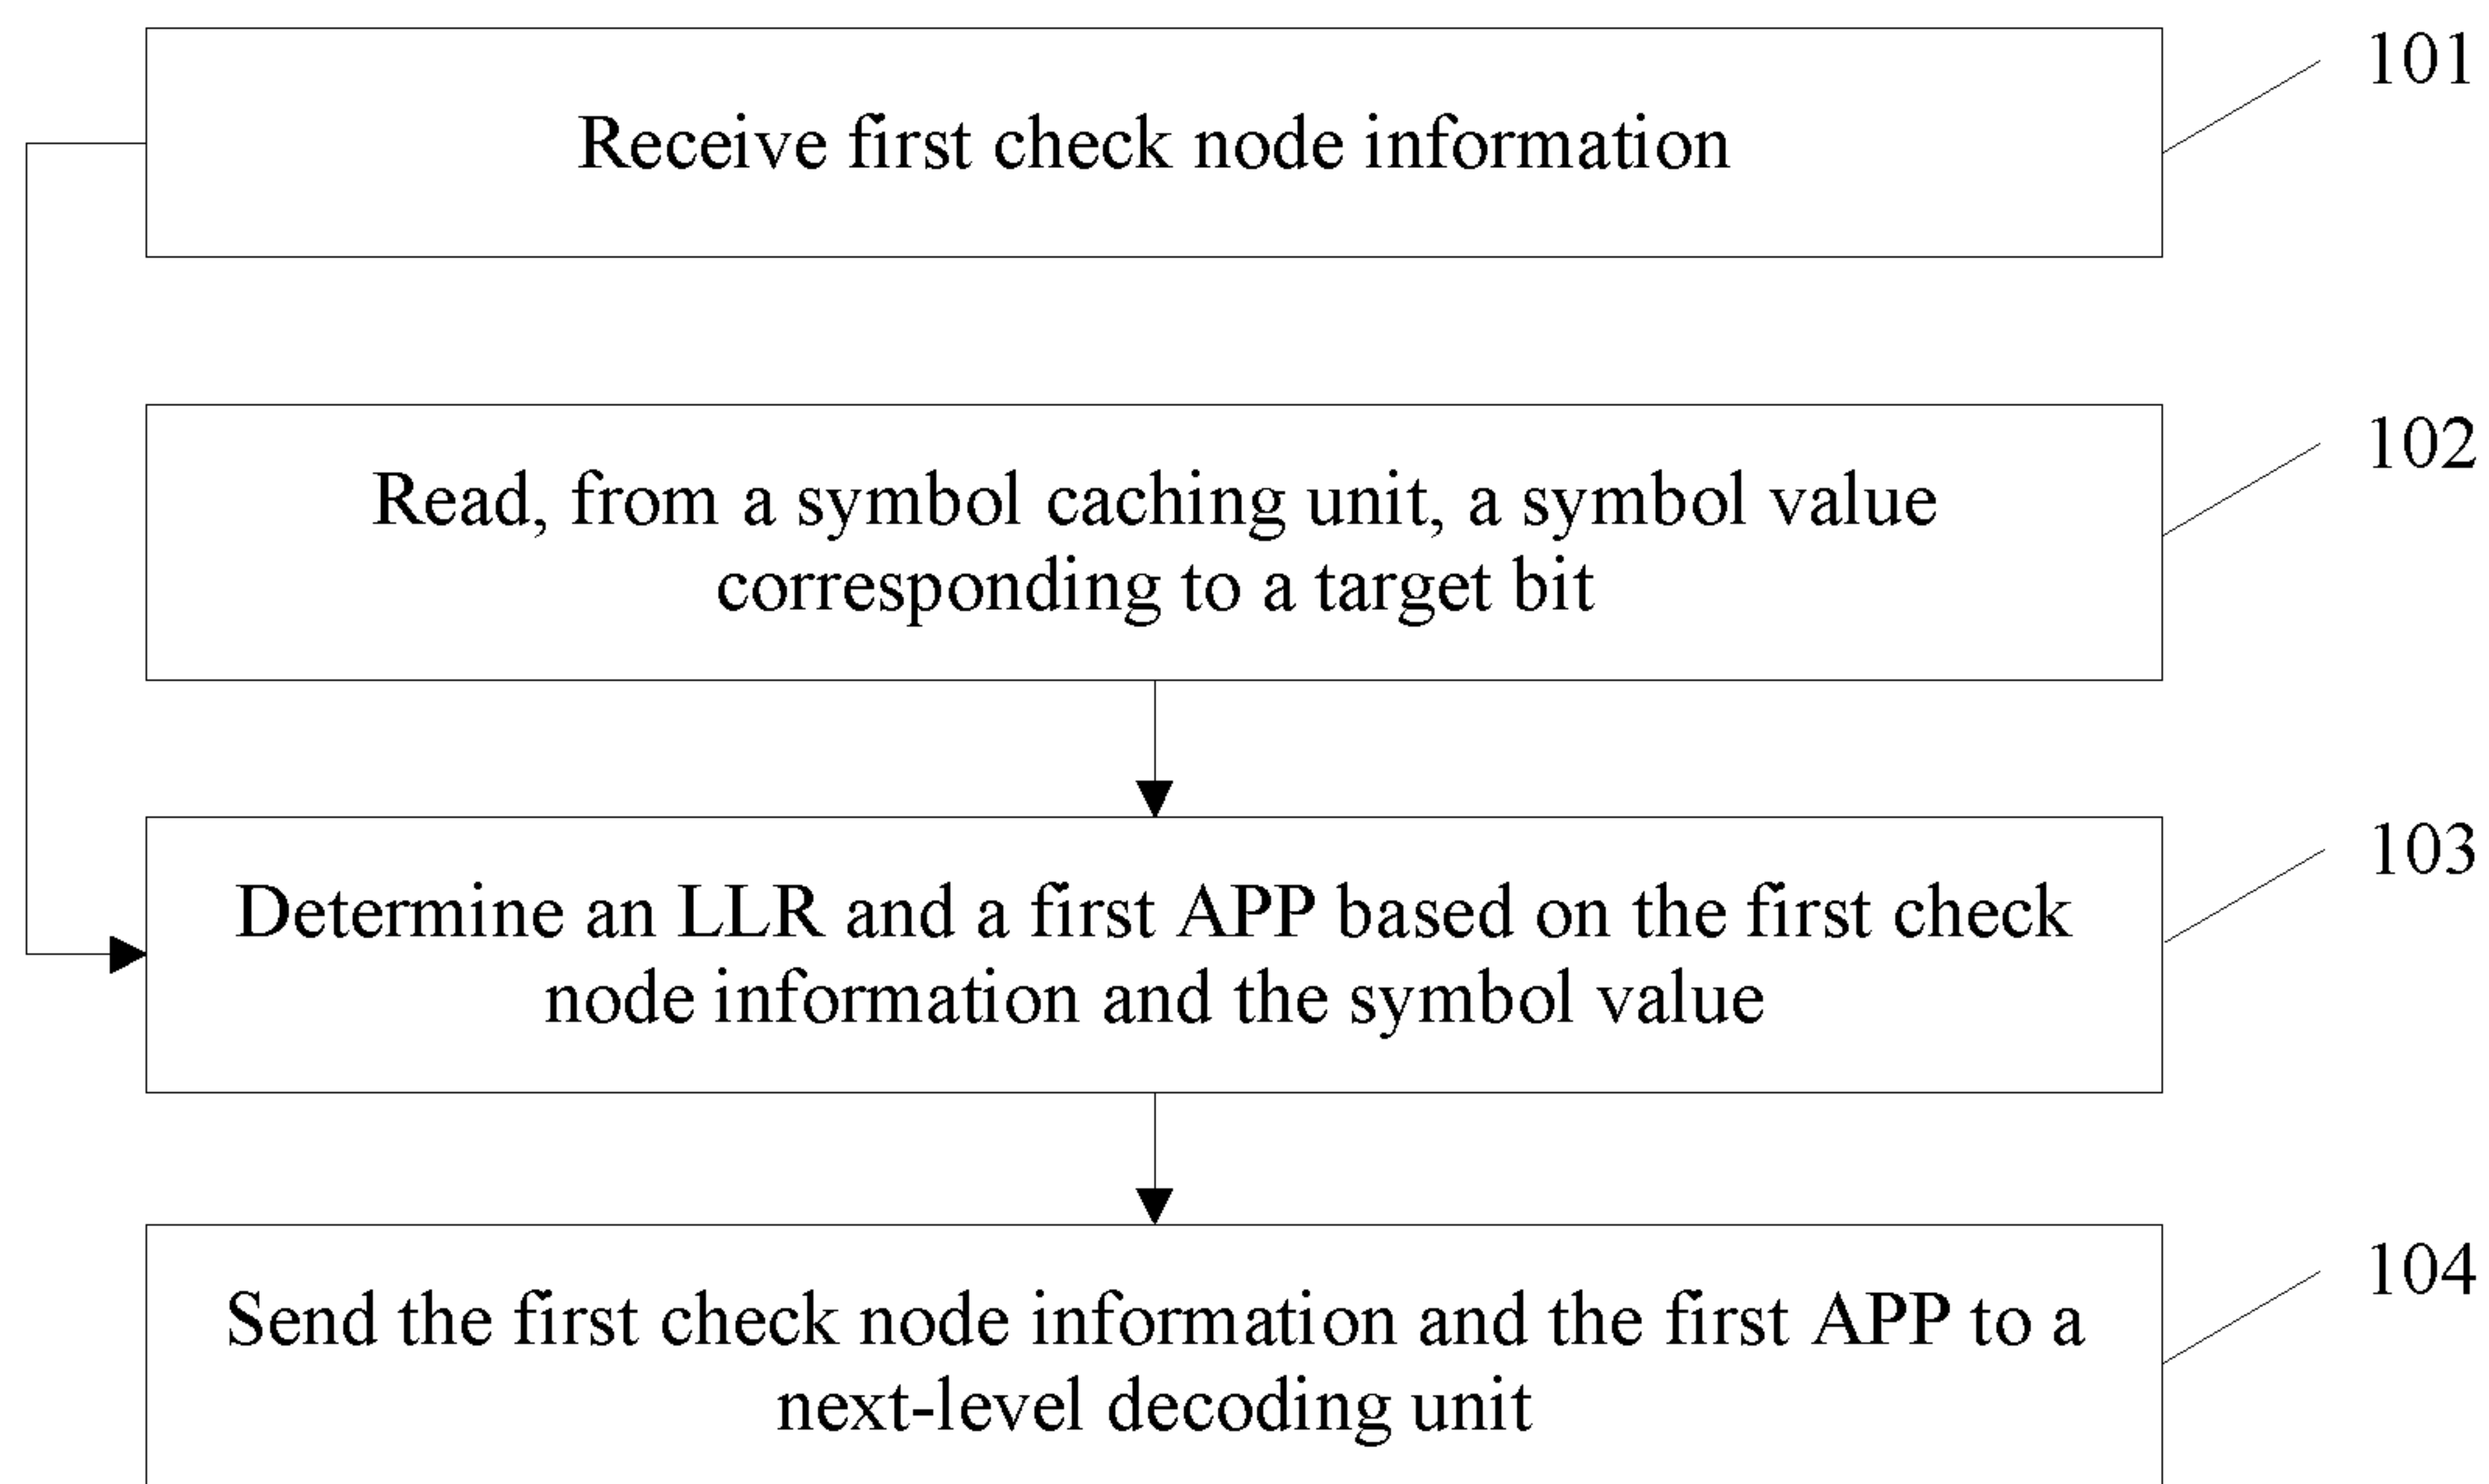 Receive first check node information
101
Read, from a symbol caching unit, a symbol value
corresponding to a target bit
102
Determine an LLR and a first APP based on the first check
node information and the symbol value
103
Send the first check node information and the first APP to a
next-level decoding unit
104